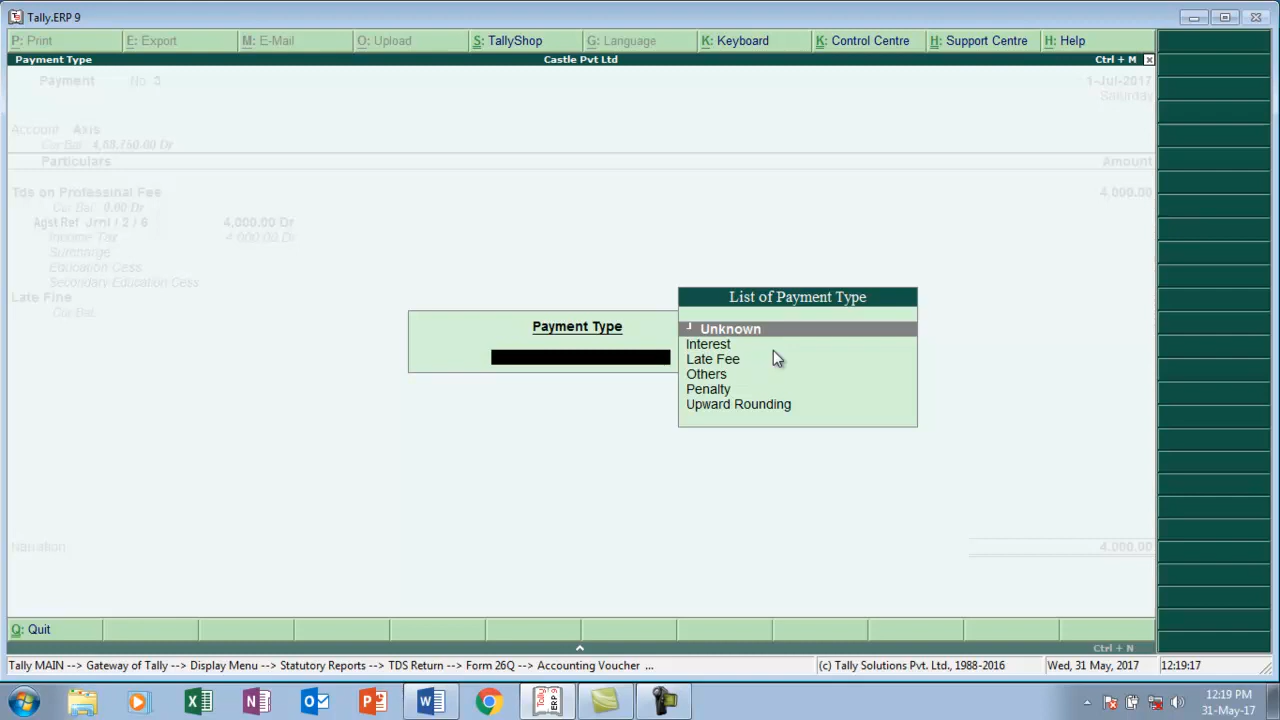 Tally.ERP 9
P: Print E: Export M: E-Mail O: Upload S: TallyShop G: Language K: Keyboard K: Control Centre H: Support Centre H: Help
Payment Type Castle Pvt Ltd Ctrl + M
Payment No. 3 1-Jul-2017
Saturday
Account Axis
Cur Bal: 4,88,750.00 Dr
Particulars Amount
Tds on Professinal Fee 4,000.00
Cur Bal: 0.00 Dr
Agst Ref Jrnl / 2 / 6 4,000.00 Dr
Income Tax 4,000.00 Dr
Surcharge
Education Cess
Secondary Education Cess
Late Fine
Cur Bal:
Payment Type
List of Payment Type
Unknown
Interest
Late Fee
Others
Penalty
Upward Rounding
Narration 4,000.00
Q: Quit
Ctrl + N
Tally MAIN --> Gateway of Tally --> Display Menu --> Statutory Reports --> TDS Return --> Form 26Q --> Accounting Voucher ... (c) Tally Solutions Pvt. Ltd., 1988-2016 Wed, 31 May, 2017 12:19:17
12:19 PM
31-May-17